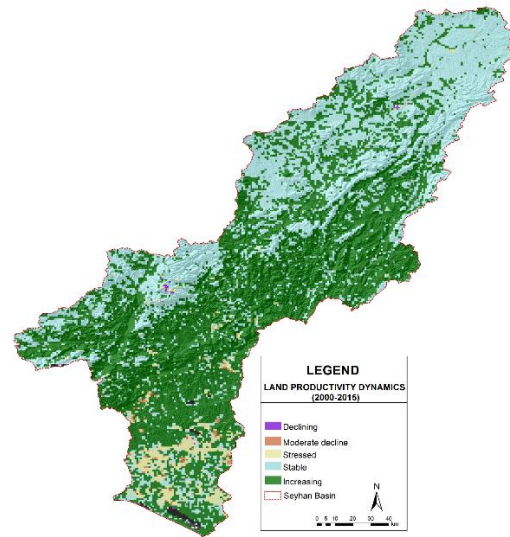 LEGEND
LAND PRODUCTIVITY DYNAMICS
(2000-2015)
Declining
Moderate decline
Stressed
Stable
Increasing
Seyhan Basin
N
0 5 10 20 30 40
km